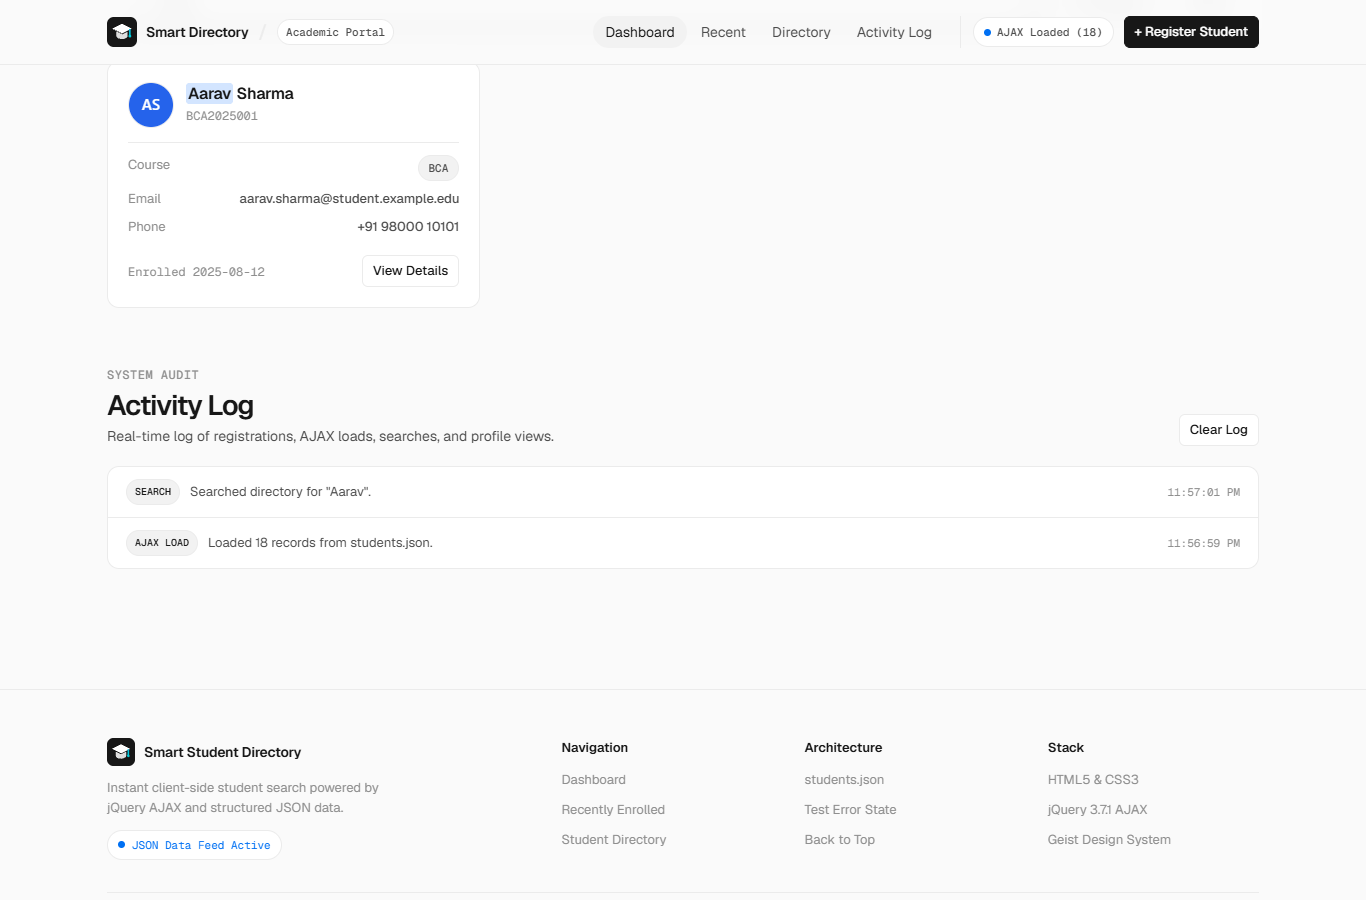 Smart Directory / Academic Portal
Dashboard Recent Directory Activity Log
AJAX Loaded (18)
+ Register Student
AS
Aarav Sharma
BCA2025001
Course BCA
Email aarav.sharma@student.example.edu
Phone +91 98000 10101
Enrolled 2025-08-12 View Details
SYSTEM AUDIT
Activity Log
Real-time log of registrations, AJAX loads, searches, and profile views.
Clear Log
SEARCH Searched directory for "Aarav". 11:57:01 PM
AJAX LOAD Loaded 18 records from students.json. 11:56:59 PM
Smart Student Directory
Instant client-side student search powered by
jQuery AJAX and structured JSON data.
JSON Data Feed Active
Navigation
Dashboard
Recently Enrolled
Student Directory
Architecture
students.json
Test Error State
Back to Top
Stack
HTML5 & CSS3
jQuery 3.7.1 AJAX
Geist Design System